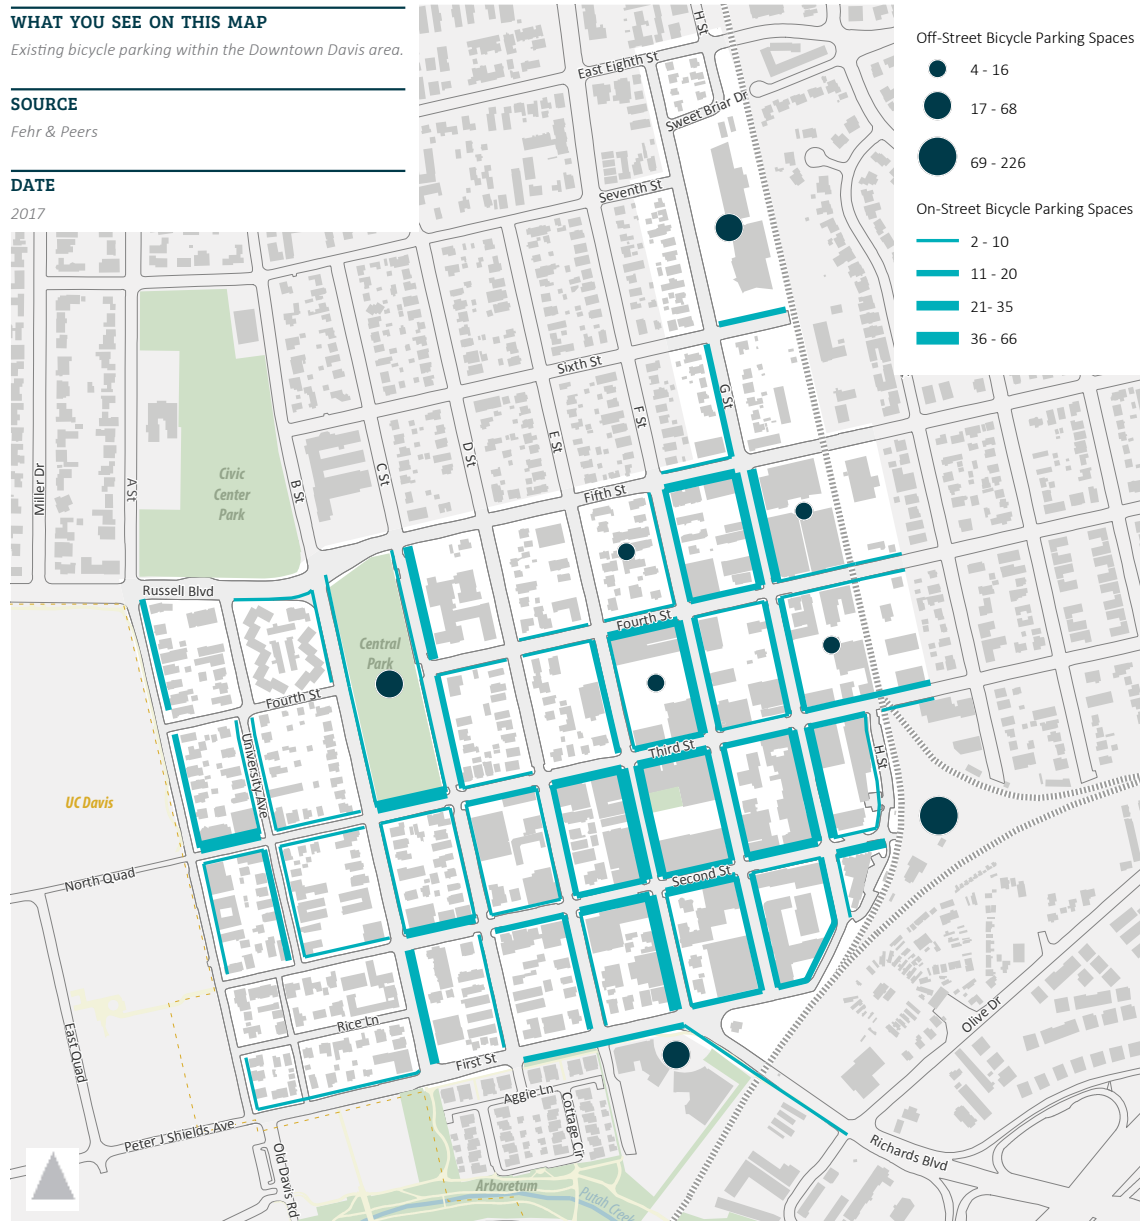 WHAT YOU SEE ON THIS MAP
Existing bicycle parking within the Downtown Davis area.
SOURCE
Fehr & Peers
DATE
2017
Off-Street Bicycle Parking Spaces
4 - 16
17 - 68
69 - 226
On-Street Bicycle Parking Spaces
2 - 10
11 - 20
21- 35
36 - 66
H St
East Eighth St
Sweet Briar Dr
Seventh St
Sixth St
G St
F St
E St
D St
C St
B St
A St
Miller Dr
Civic
Center
Park
Fifth St
Russell Blvd
Fourth St
Central
Park
Fourth St
University Ave
Third St
H St
UC Davis
North Quad
Second St
East Quad
Rice Ln
First St
Olive Dr
Aggie Ln
Cottage Cir
Peter J Shields Ave
Old Davis Rd
Richards Blvd
Arboretum
Putah Creek